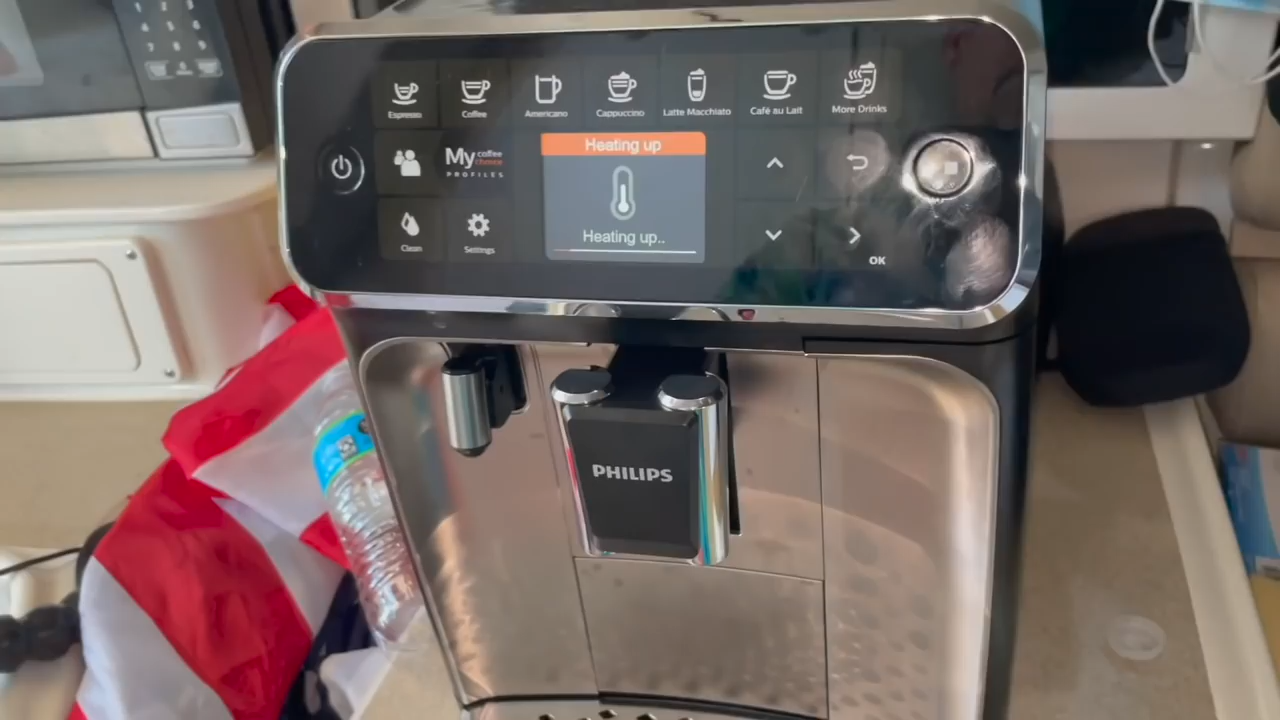 Espresso
Coffee
Americano
Cappuccino
Latte Macchiato
Café au Lait
More Drinks
My coffee
choice
PROFILES
Heating up
Heating up..
Clean
Settings
OK
PHILIPS